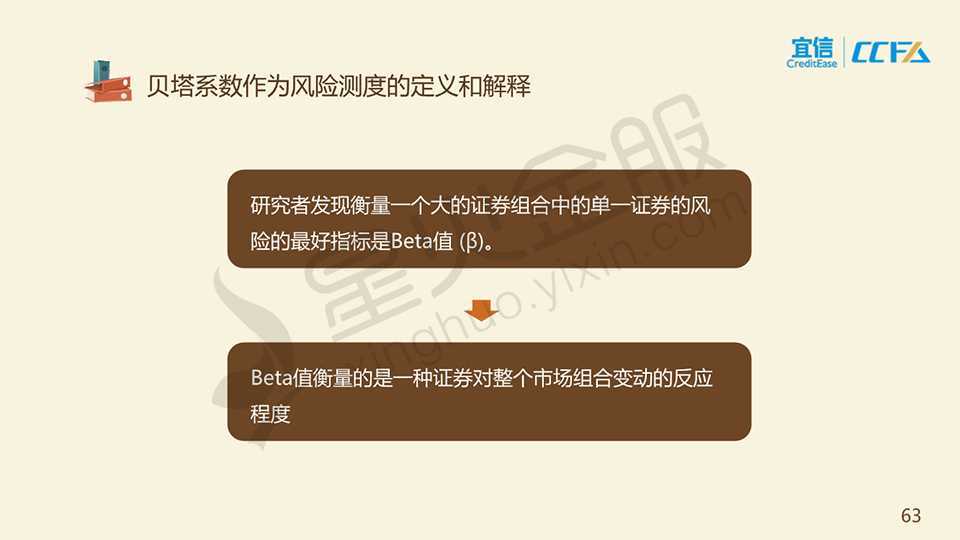 宜信
CreditEase
CCFA
贝塔系数作为风险测度的定义和解释
研究者发现衡量一个大的证券组合中的单一证券的风
险的最好指标是Beta值 (β)。
Beta值衡量的是一种证券对整个市场组合变动的反应
程度
星火金服
xinghuo.yixin.com
63